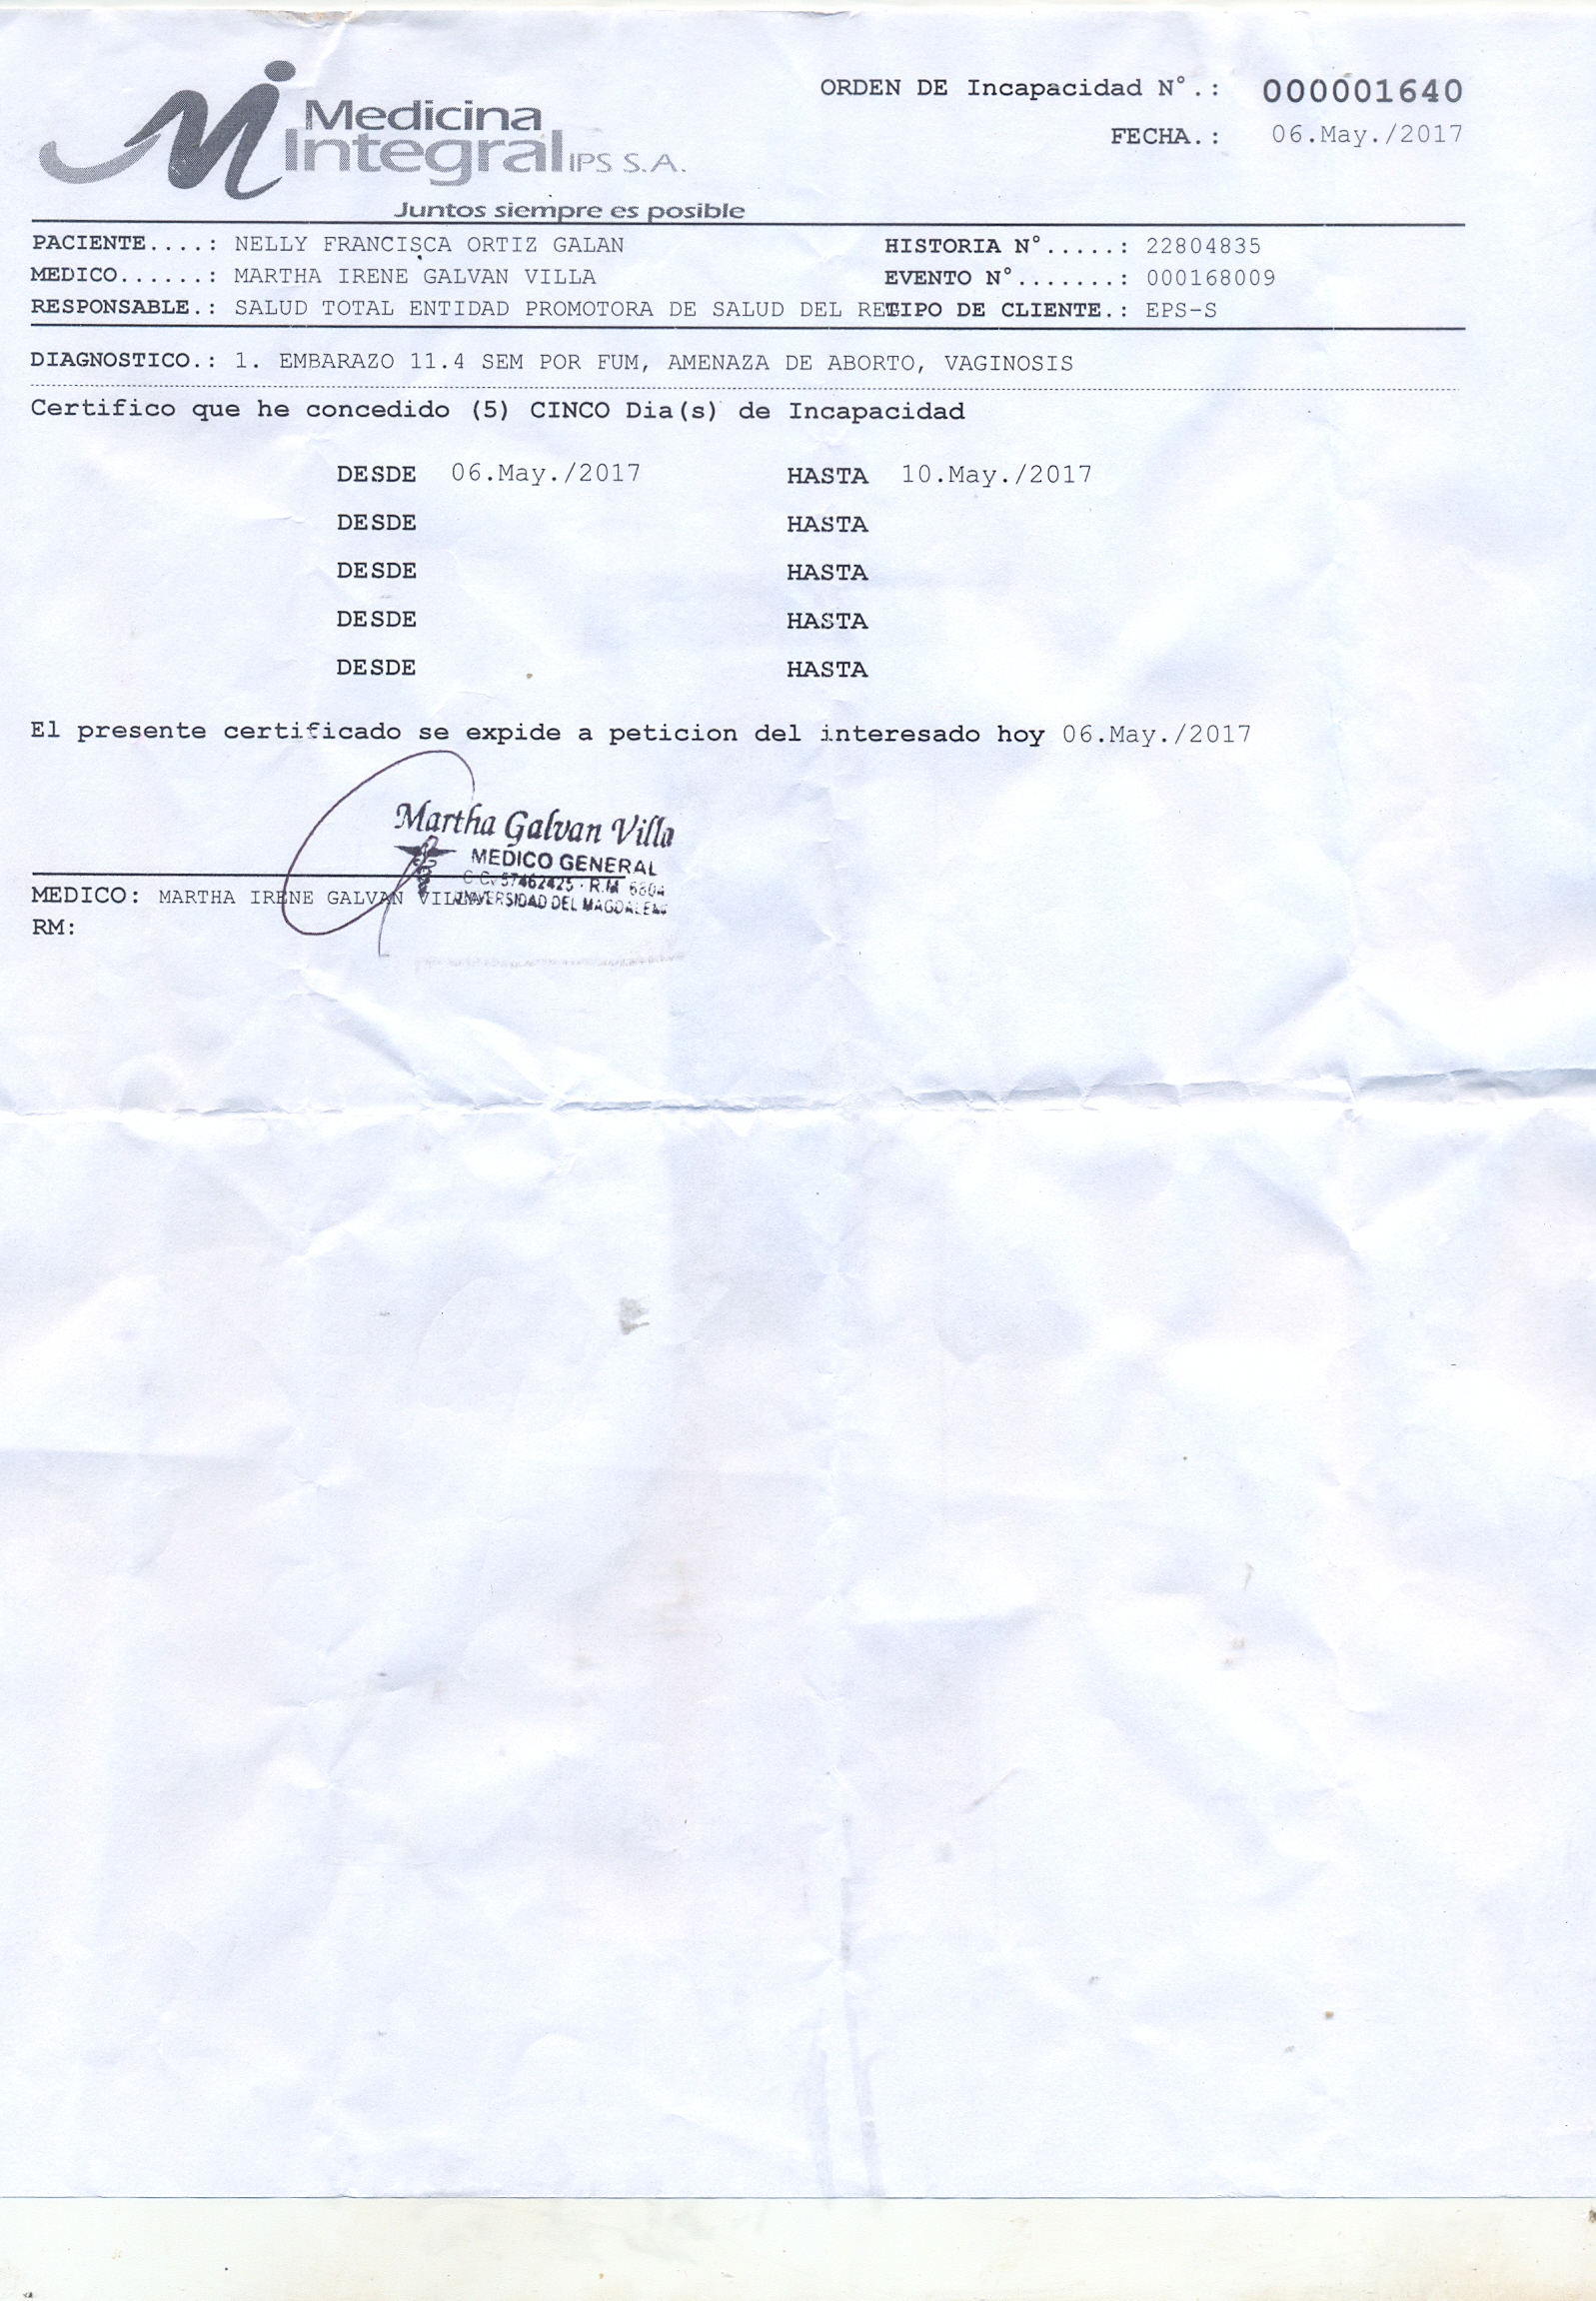 Medicina
Integral IPS S.A.
Juntos siempre es posible
ORDEN DE Incapacidad N°.: 000001640
FECHA.: 06.May./2017
PACIENTE....: NELLY FRANCISCA ORTIZ GALAN HISTORIA N°.....: 22804835
MEDICO......: MARTHA IRENE GALVAN VILLA EVENTO N°.......: 000168009
RESPONSABLE.: SALUD TOTAL ENTIDAD PROMOTORA DE SALUD DEL TIPO DE CLIENTE.: EPS-S
DIAGNOSTICO.: 1. EMBARAZO 11.4 SEM POR FUM, AMENAZA DE ABORTO, VAGINOSIS
Certifico que he concedido (5) CINCO Dia(s) de Incapacidad
DESDE 06.May./2017 HASTA 10.May./2017
DESDE HASTA
DESDE HASTA
DESDE HASTA
DESDE HASTA
El presente certificado se expide a peticion del interesado hoy 06.May./2017
Martha Galvan Villa
MEDICO GENERAL
C.C. 57462425 · R.M
UNIVERSIDAD DEL MAGDALENA
MEDICO: MARTHA IRENE GALVAN VILLA
RM: